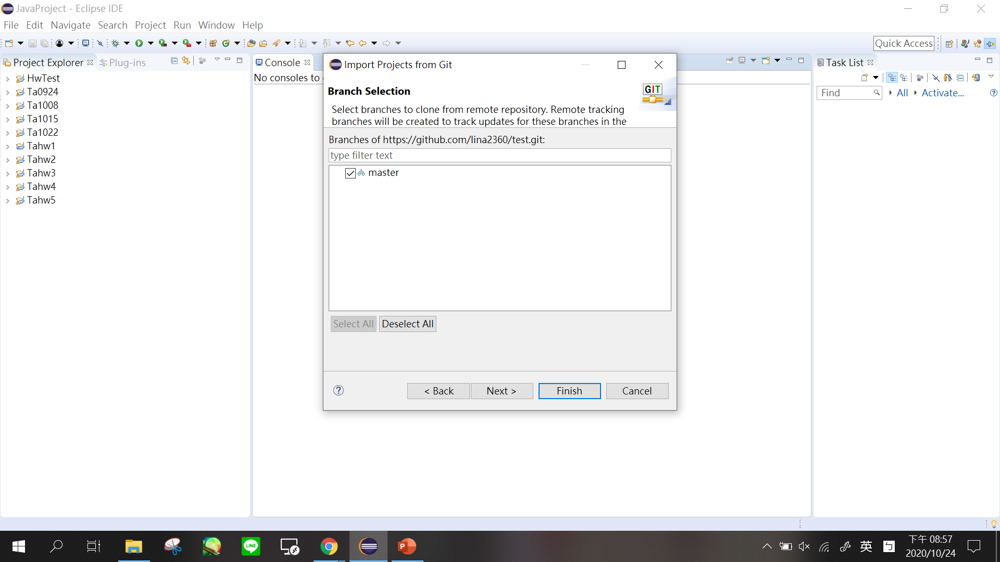 JavaProject - Eclipse IDE
File Edit Navigate Search Project Run Window Help
Quick Access
Project Explorer
Plug-ins
HwTest
Ta0924
Ta1008
Ta1015
Ta1022
Tahw1
Tahw2
Tahw3
Tahw4
Tahw5
Console
No consoles to
Import Projects from Git
Branch Selection
GIT
Select branches to clone from remote repository. Remote tracking
branches will be created to track updates for these branches in the
Branches of https://github.com/lina2360/test.git:
type filter text
master
Select All Deselect All
< Back Next > Finish Cancel
Task List
Find All Activate...
LINE
P
英
ㄅ
下午 08:57
2020/10/24